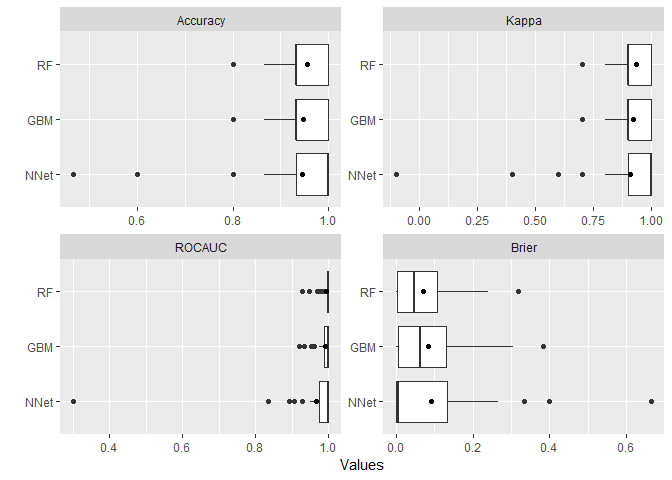 Accuracy
Kappa
RF
GBM
NNet
RF
GBM
NNet
0.6 0.8 1.0
0.00 0.25 0.50 0.75 1.00
ROCAUC
Brier
RF
GBM
NNet
RF
GBM
NNet
0.4 0.6 0.8 1.0
0.0 0.2 0.4 0.6
Values